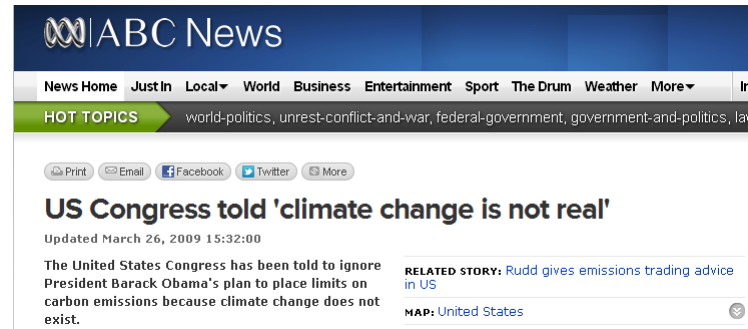 ABC News
News Home Just In Local World Business Entertainment Sport The Drum Weather More
HOT TOPICS world-politics, unrest-conflict-and-war, federal-government, government-and-politics,
Print Email Facebook Twitter More
US Congress told 'climate change is not real'
Updated March 26, 2009 15:32:00
The United States Congress has been told to ignore
President Barack Obama's plan to place limits on
carbon emissions because climate change does not
exist.
RELATED STORY: Rudd gives emissions trading advice
in US
MAP: United States